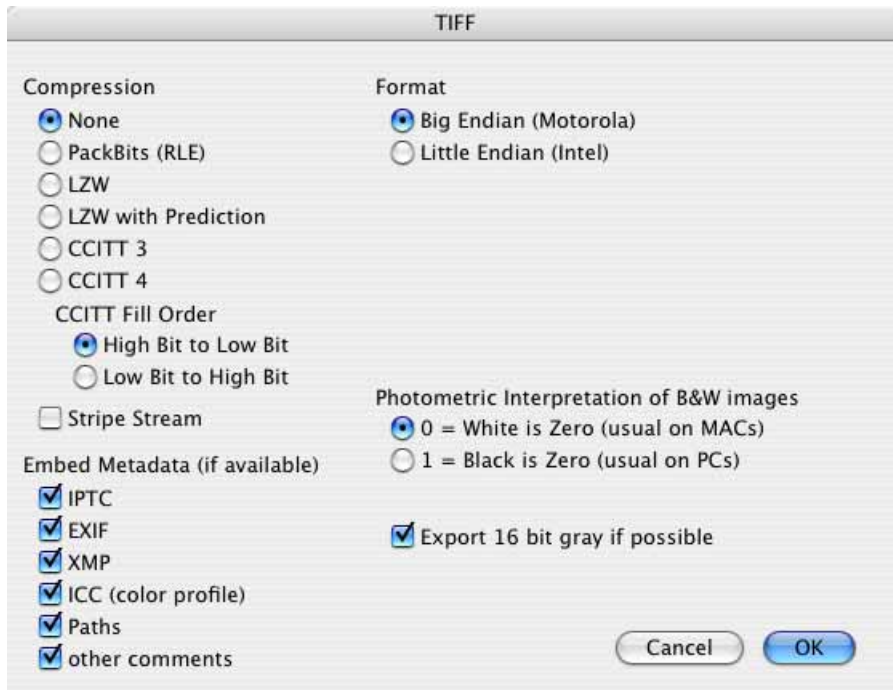 TIFF
Compression
None
PackBits (RLE)
LZW
LZW with Prediction
CCITT 3
CCITT 4
CCITT Fill Order
High Bit to Low Bit
Low Bit to High Bit
Stripe Stream
Embed Metadata (if available)
IPTC
EXIF
XMP
ICC (color profile)
Paths
other comments
Format
Big Endian (Motorola)
Little Endian (Intel)
Photometric Interpretation of B&W images
0 = White is Zero (usual on MACs)
1 = Black is Zero (usual on PCs)
Export 16 bit gray if possible
Cancel
OK